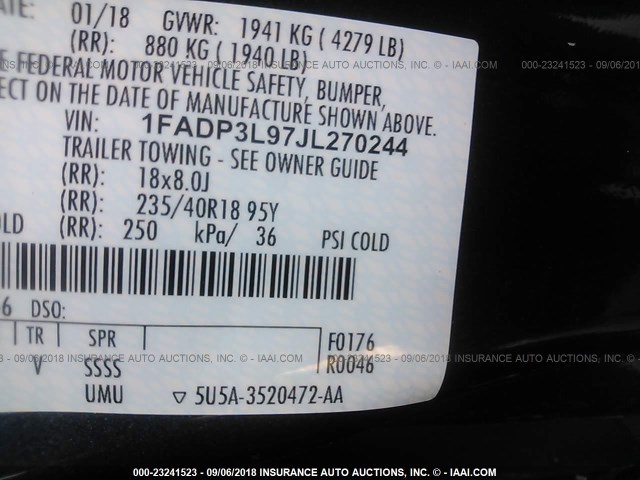 ATE: 01/18 GVWR: 1941 KG ( 4279 LB)
(RR): 880 KG ( 1940 LB)
FEDERAL MOTOR VEHICLE SAFETY, BUMPER,
ECT ON THE DATE OF MANUFACTURE SHOWN ABOVE.
VIN: 1FADP3L97JL270244
TRAILER TOWING - SEE OWNER GUIDE
(RR): 18x8.0J
(RR): 235/40R18 95Y
LD (RR): 250 kPa/ 36 PSI COLD
6 DSO:
TR SPR F0176
V SSSS R0046
UMU ▽ 5U5A-3520472-AA
000-23241523 - 09/06/2018 INSURANCE AUTO AUCTIONS, INC. © - IAAI.COM